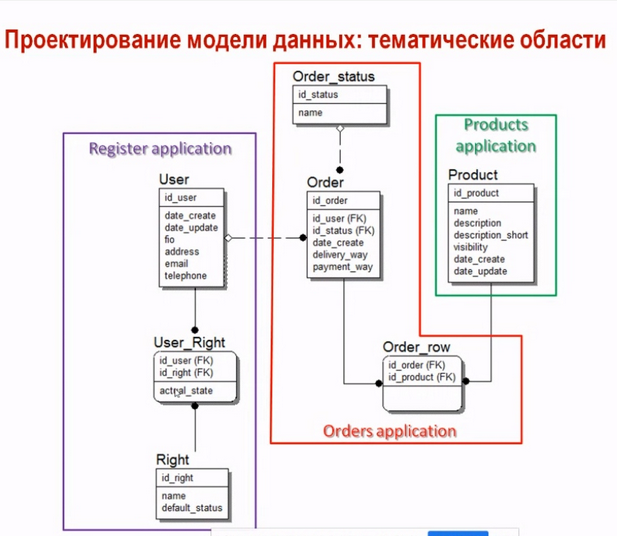 Проектирование модели данных: тематические области
Order_status
id_status
name
Products
application
Register application
Product
id_product
name
description
description_short
visibility
date_create
date_update
User
id_user
date_create
date_update
fio
address
email
telephone
Order
id_order
id_user (FK)
id_status (FK)
date_create
delivery_way
payment_way
User_Right
id_user (FK)
id_right (FK)
actual_state
Order_row
id_order (FK)
id_product (FK)
Orders application
Right
id_right
name
default_status